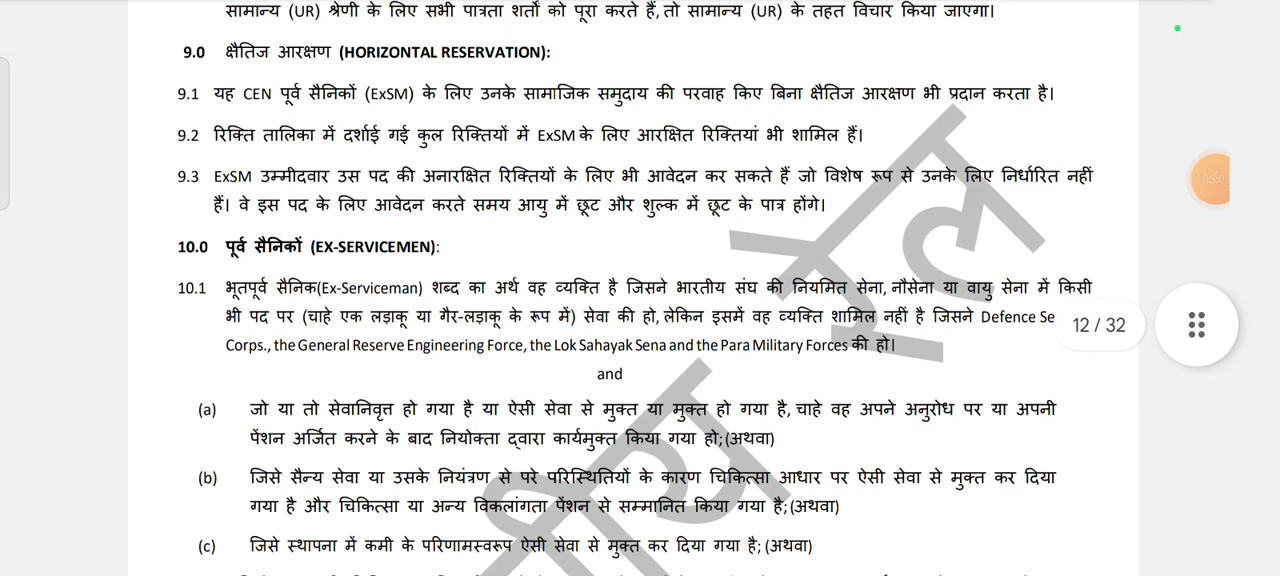 सामान्य (UR) श्रेणी के लिए सभी पात्रता शर्तों को पूरा करते हैं, तो सामान्य (UR) के तहत विचार किया जाएगा।
9.0 क्षैतिज आरक्षण (HORIZONTAL RESERVATION):
9.1 यह CEN पूर्व सैनिकों (ExSM) के लिए उनके सामाजिक समुदाय की परवाह किए बिना क्षैतिज आरक्षण भी प्रदान करता है।
9.2 रिक्ति तालिका में दर्शाई गई कुल रिक्तियों में ExSM के लिए आरक्षित रिक्तियां भी शामिल हैं।
9.3 ExSM उम्मीदवार उस पद की अनारक्षित रिक्तियों के लिए भी आवेदन कर सकते हैं जो विशेष रूप से उनके लिए निर्धारित नहीं
हैं। वे इस पद के लिए आवेदन करते समय आयु में छूट और शुल्क में छूट के पात्र होंगे।
05:02
10.0 पूर्व सैनिकों (EX-SERVICEMEN):
10.1 भूतपूर्व सैनिक(Ex-Serviceman) शब्द का अर्थ वह व्यक्ति है जिसने भारतीय संघ की नियमित सेना, नौसेना या वायु सेना में किसी
भी पद पर (चाहे एक लड़ाकू या गैर-लड़ाकू के रूप में) सेवा की हो, लेकिन इसमें वह व्यक्ति शामिल नहीं है जिसने Defence Se
12 / 32
Corps., the General Reserve Engineering Force, the Lok Sahayak Sena and the Para Military Forces की हो।
and
(a) जो या तो सेवानिवृत्त हो गया है या ऐसी सेवा से मुक्त या मुक्त हो गया है, चाहे वह अपने अनुरोध पर या अपनी
पेंशन अर्जित करने के बाद नियोक्ता द्वारा कार्यमुक्त किया गया हो; (अथवा)
(b) जिसे सैन्य सेवा या उसके नियंत्रण से परे परिस्थितियों के कारण चिकित्सा आधार पर ऐसी सेवा से मुक्त कर दिया
गया है और चिकित्सा या अन्य विकलांगता पेंशन से सम्मानित किया गया है; (अथवा)
(c) जिसे स्थापना में कमी के परिणामस्वरूप ऐसी सेवा से मुक्त कर दिया गया है; (अथवा)